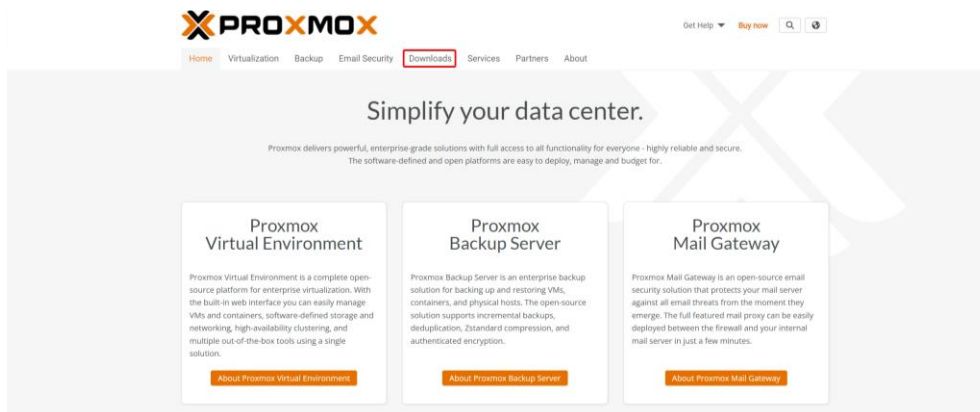 PROXMOX
Get Help
Buy now
Home Virtualization Backup Email Security Downloads Services Partners About
Simplify your data center.
Proxmox delivers powerful, enterprise-grade solutions with full access to all functionality for everyone - highly reliable and secure.
The software-defined and open platforms are easy to deploy, manage and budget for.
Proxmox
Virtual Environment
Proxmox Virtual Environment is a complete open-
source platform for enterprise virtualization. With
the built-in web interface you can easily manage
VMs and containers, software-defined storage and
networking, high-availability clustering, and
multiple out-of-the-box tools using a single
solution.
About Proxmox Virtual Environment
Proxmox
Backup Server
Proxmox Backup Server is an enterprise backup
solution for backing up and restoring VMs,
containers, and physical hosts. The open-source
solution supports incremental backups,
deduplication, Zstandard compression, and
authenticated encryption.
About Proxmox Backup Server
Proxmox
Mail Gateway
Proxmox Mail Gateway is an open-source email
security solution that protects your mail server
against all email threats from the moment they
emerge. The full featured mail proxy can be easily
deployed between the firewall and your internal
mail server in just a few minutes.
About Proxmox Mail Gateway